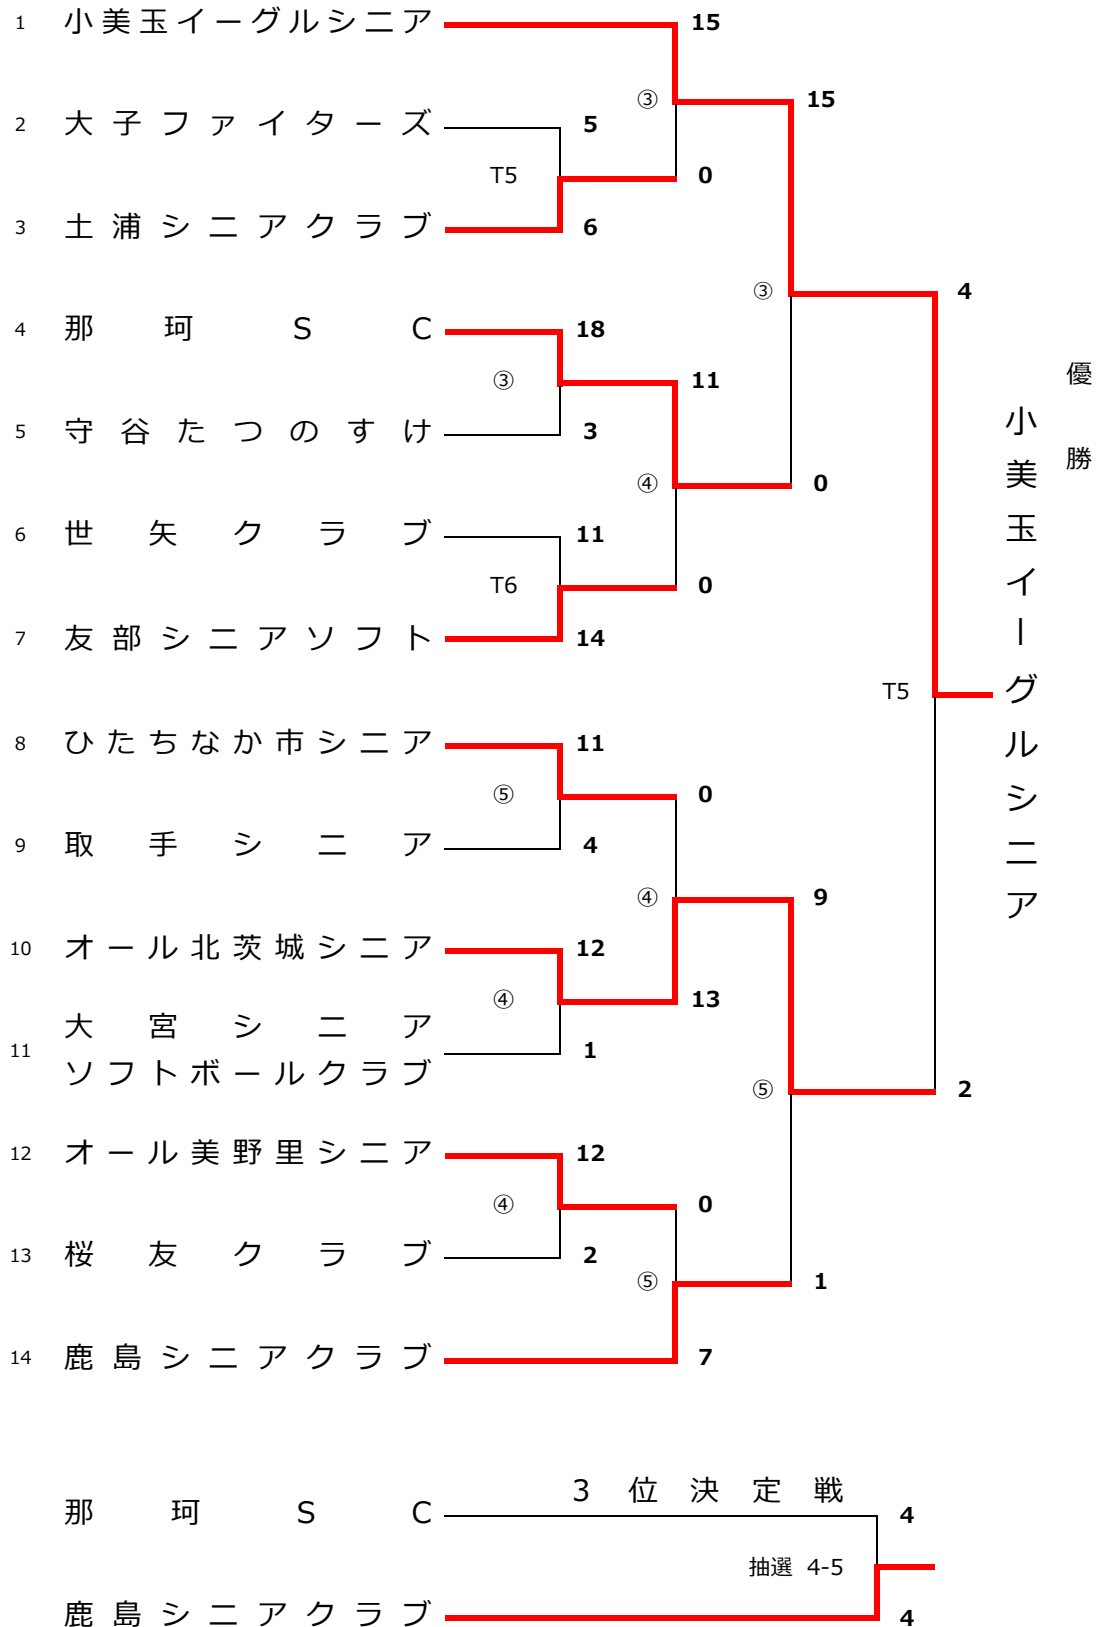 1 小美玉イーグルシニア 15
③ 15
2 大子ファイターズ 5
T5 0
3 土浦シニアクラブ 6
③ 4
4 那珂SC 18
③ 11
5 守谷たつのすけ 3
④ 0
6 世矢クラブ 11
T6 0
7 友部シニアソフト 14
優勝
小美玉イーグルシニア
T5
8 ひたちなか市シニア 11
⑤ 0
9 取手シニア 4
④ 9
10 オール北茨城シニア 12
④ 13
大宮シニア
11 1
ソフトボールクラブ
⑤ 2
12 オール美野里シニア 12
④ 0
13 桜友クラブ 2
⑤ 1
14 鹿島シニアクラブ 7
3位決定戦
那珂SC 4
抽選 4-5
鹿島シニアクラブ 4